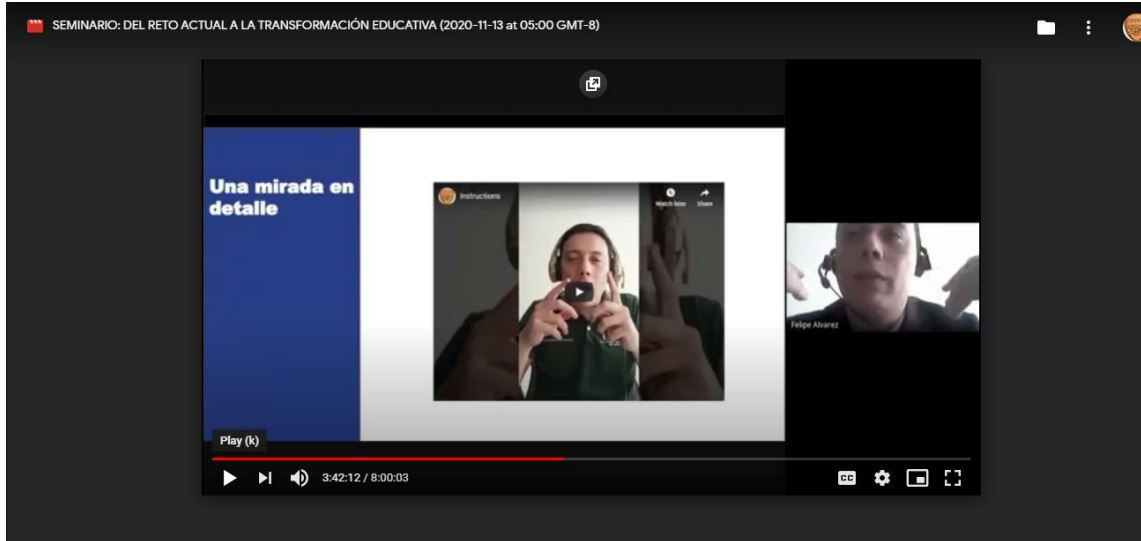 SEMINARIO: DEL RETO ACTUAL A LA TRANSFORMACIÓN EDUCATIVA (2020-11-13 at 05:00 GMT-8)
Una mirada en
detalle
Instructions
Watch later
Share
Felipe Alvarez
Play (k)
3:42:12 / 8:00:03
CC